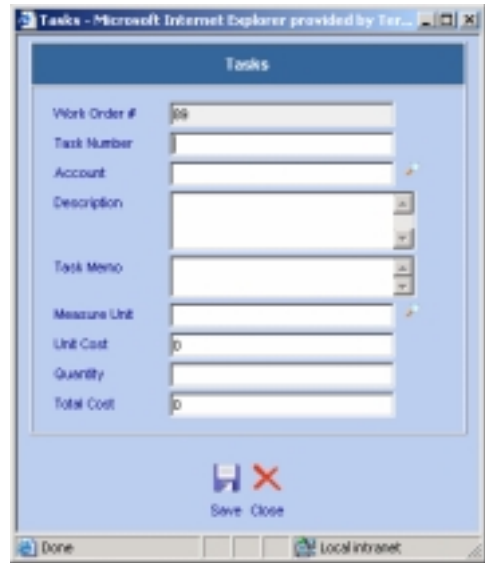 Tasks - Microsoft Internet Explorer provided by Ter...
Tasks
Work Order # 89
Task Number
Account
Description
Task Memo
Measure Unit
Unit Cost 0
Quantity
Total Cost 0
Save Close
Done Local intranet